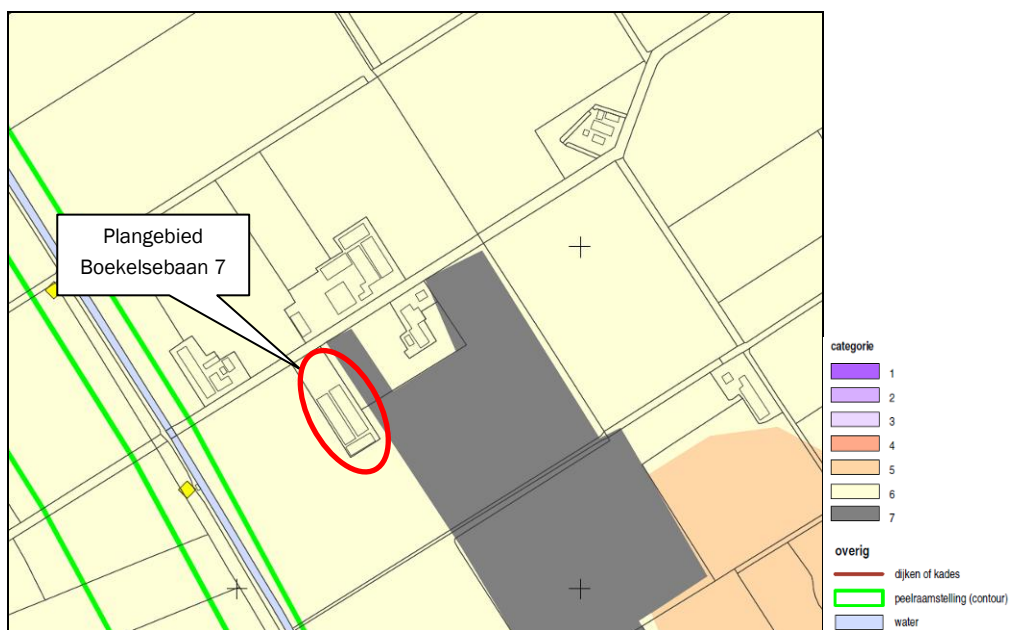 Plangebied
Boekelsebaan 7
categorie
1
2
3
4
5
6
7
overig
dijken of kades
peelraamstelling (contour)
water